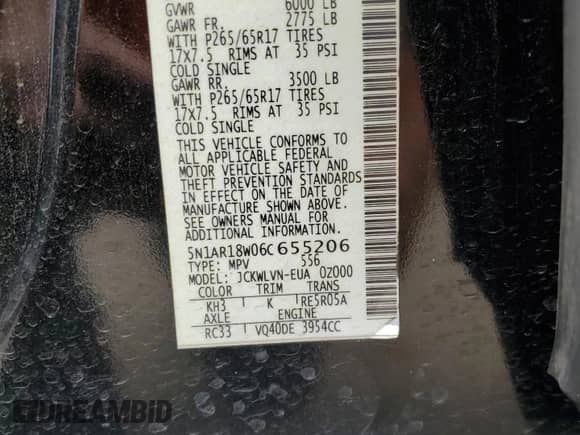 GVWR 6000 LB
GAWR FR. 2775 LB
WITH P265/65R17 TIRES
17X7.5 RIMS AT 35 PSI
COLD SINGLE
GAWR RR. 3500 LB
WITH P265/65R17 TIRES
17X7.5 RIMS AT 35 PSI
COLD SINGLE
THIS VEHICLE CONFORMS TO
ALL APPLICABLE FEDERAL
MOTOR VEHICLE SAFETY AND
THEFT PREVENTION STANDARDS
IN EFFECT ON THE DATE OF
MANUFACTURE SHOWN ABOVE.
SEE OWNERS MANUAL FOR
ADDITIONAL INFORMATION.
5N1AR18W06C655206
TYPE: MPV 556
MODEL: JCKWLVN-EUA 0Z000
COLOR TRIM TRANS
KH3 K RE5R05A
AXLE ENGINE
RC33 VQ40DE 3954CC
DREAMBID